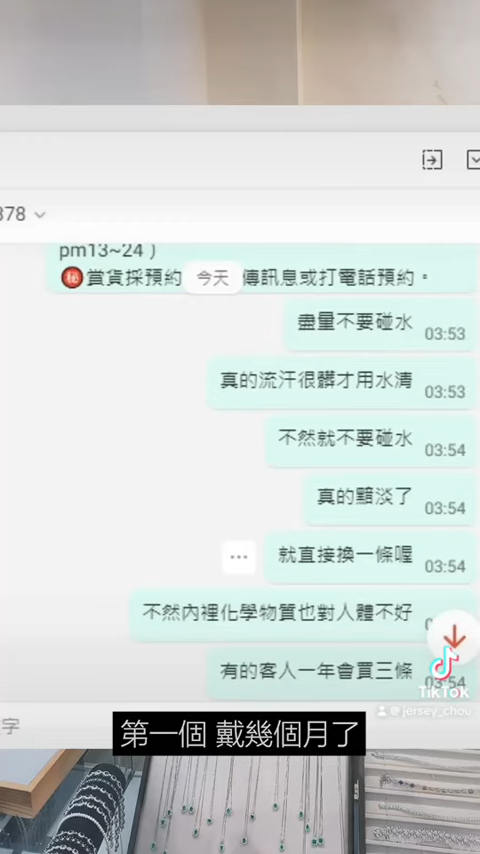 378
pm13~24 )
㊙賞貨採預約 今天 傳訊息或打電話預約。
盡量不要碰水 03:53
真的流汗很髒才用水清 03:53
不然就不要碰水 03:54
真的黯淡了 03:54
就直接換一條喔 03:54
不然內裡化學物質也對人體不好
有的客人一年會買三條 03:54
TikTok
@jersey_chou
字
第一個 戴幾個月了